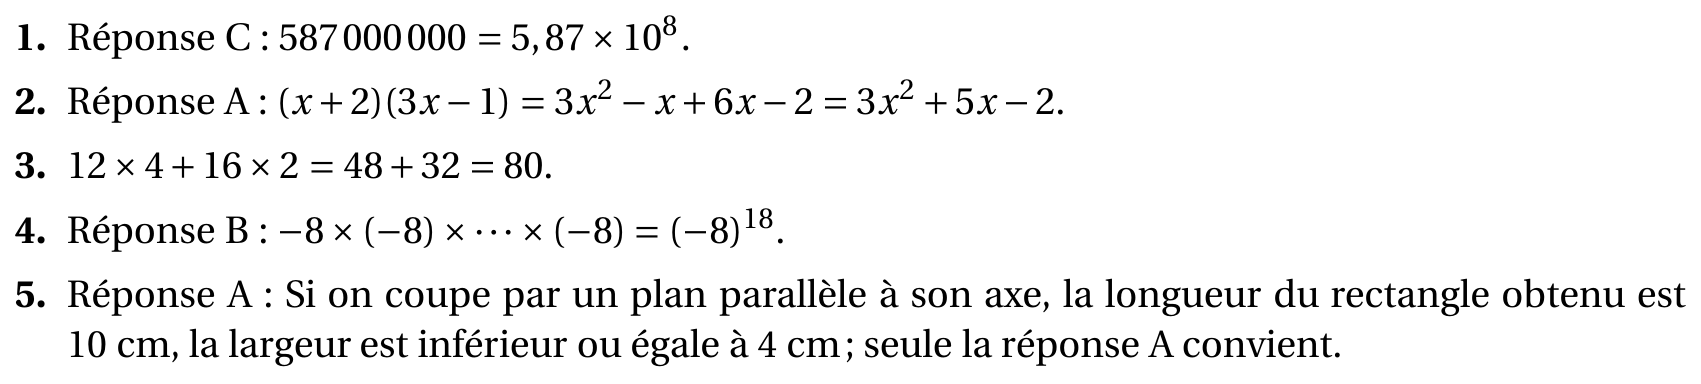 1. Réponse C : 587 000 000 = 5,87 × 10⁸.
2. Réponse A : (x + 2)(3x − 1) = 3x² − x + 6x − 2 = 3x² + 5x − 2.
3. 12 × 4 + 16 × 2 = 48 + 32 = 80.
4. Réponse B : −8 × (−8) × ··· × (−8) = (−8)¹⁸.
5. Réponse A : Si on coupe par un plan parallèle à son axe, la longueur du rectangle obtenu est
10 cm, la largeur est inférieur ou égale à 4 cm ; seule la réponse A convient.